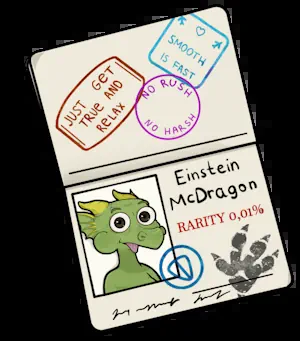 JUST GET
TRUE AND
RELAX
SMOOTH
IS FAST
NO RUSH
NO HARSH
Einstein
McDragon
RARITY 0,01%